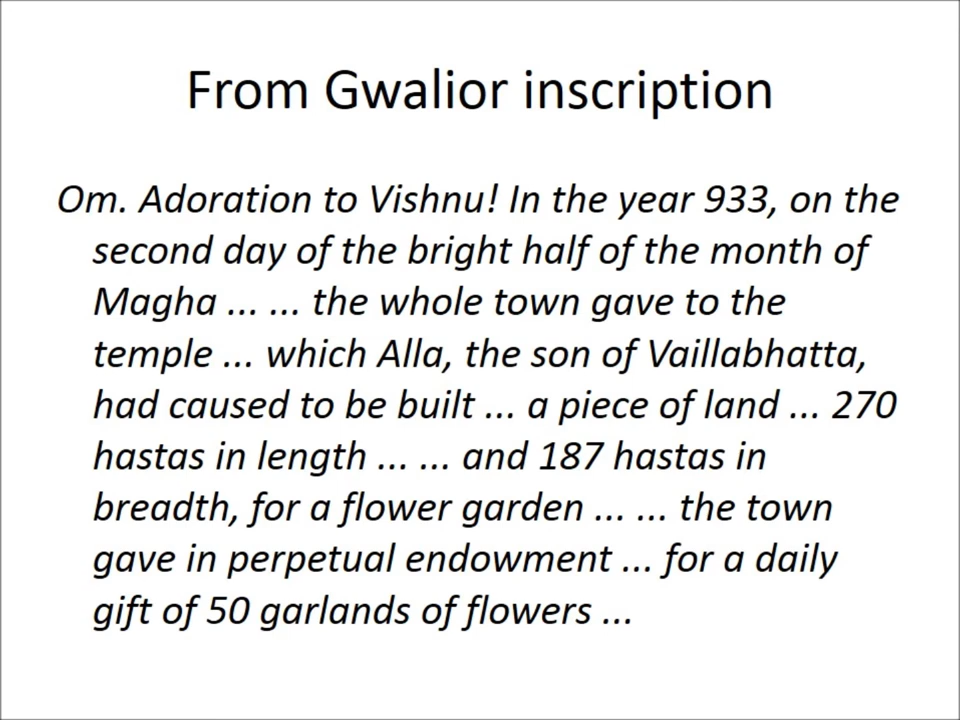 From Gwalior inscription
Om. Adoration to Vishnu! In the year 933, on the
second day of the bright half of the month of
Magha ... ... the whole town gave to the
temple ... which Alla, the son of Vaillabhatta,
had caused to be built ... a piece of land ... 270
hastas in length ... ... and 187 hastas in
breadth, for a flower garden ... ... the town
gave in perpetual endowment ... for a daily
gift of 50 garlands of flowers ...